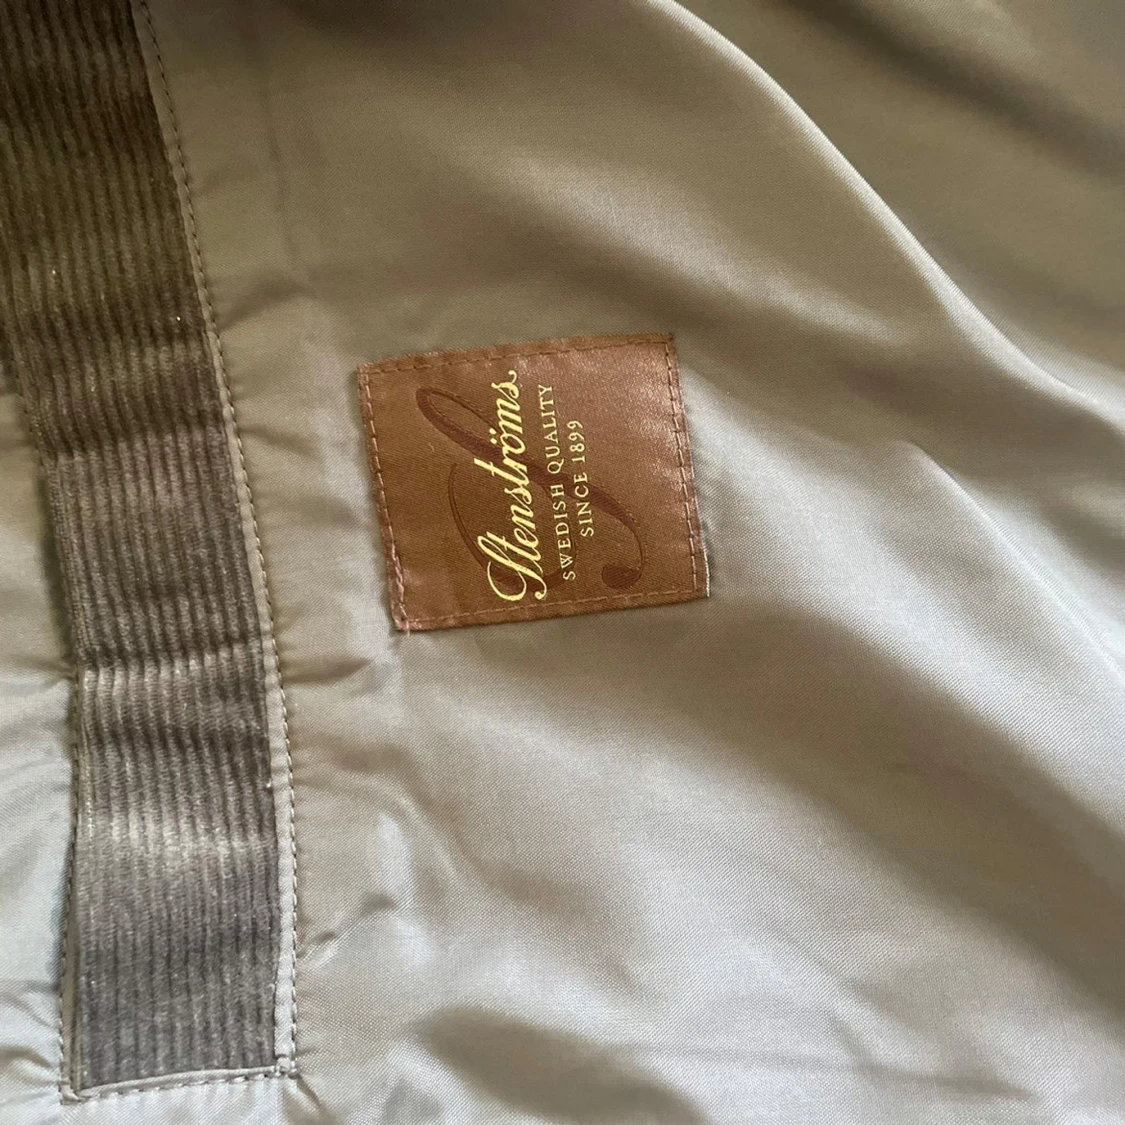 Stenströms.
SWEDISH QUALITY
SINCE 1899